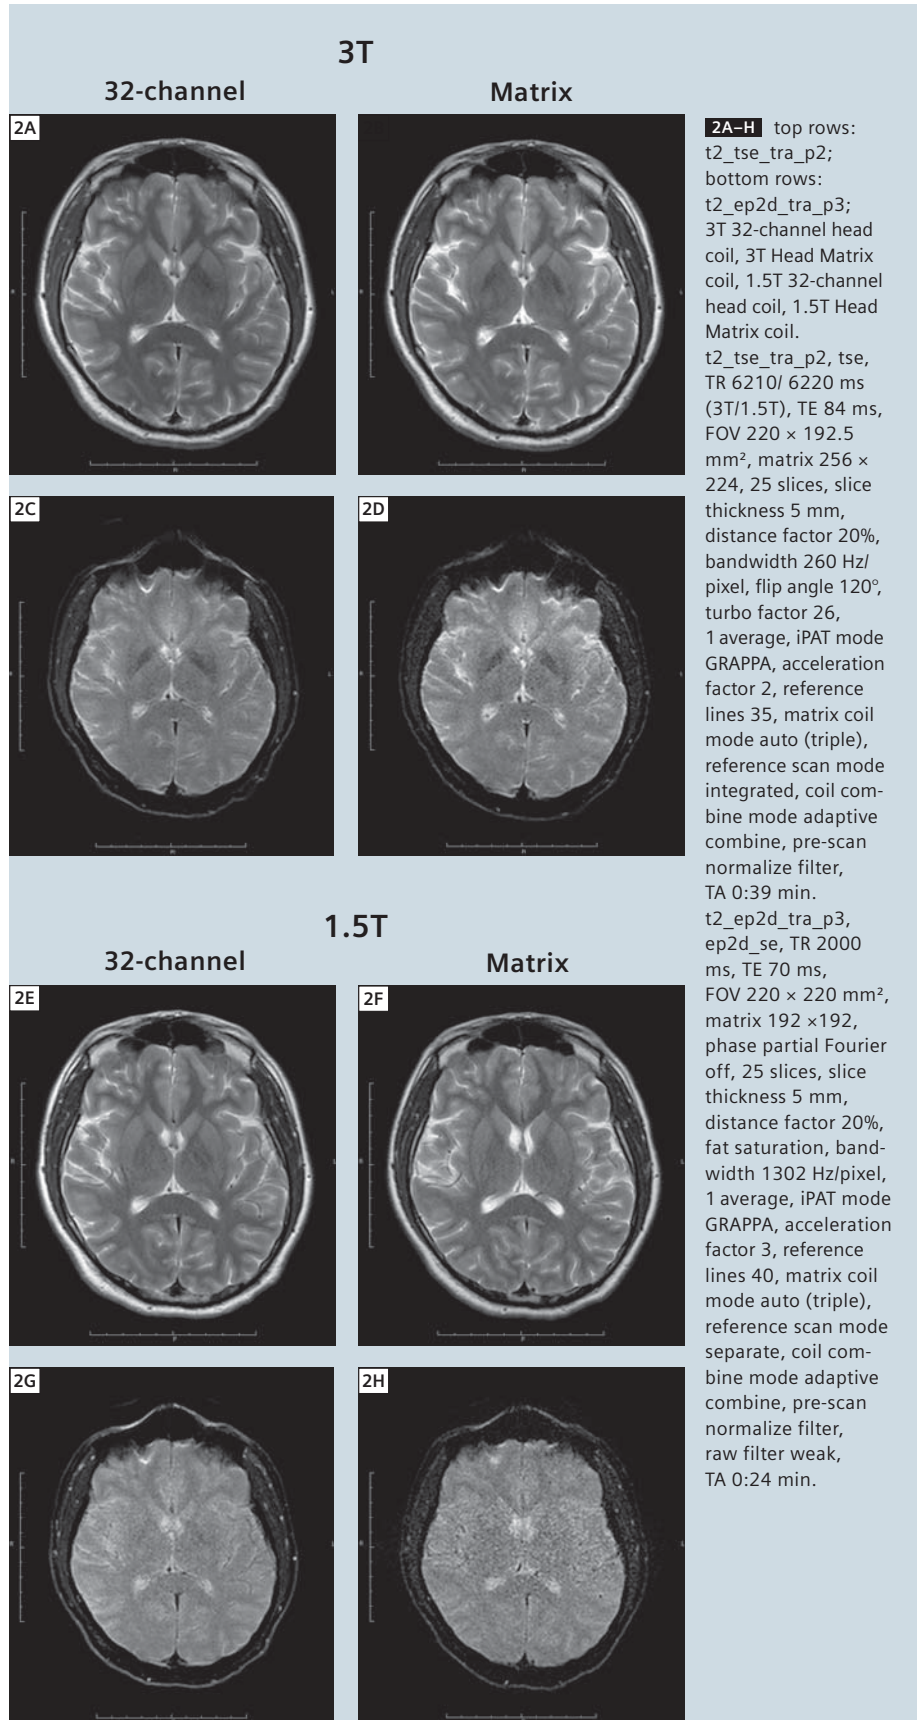 3T
32-channel
Matrix
2A
2C
2D
1.5T
32-channel
Matrix
2E
2F
2G
2H
2A–H top rows:
t2_tse_tra_p2;
bottom rows:
t2_ep2d_tra_p3;
3T 32-channel head
coil, 3T Head Matrix
coil, 1.5T 32-channel
head coil, 1.5T Head
Matrix coil.
t2_tse_tra_p2, tse,
TR 6210/ 6220 ms
(3T/1.5T), TE 84 ms,
FOV 220 × 192.5
mm², matrix 256 ×
224, 25 slices, slice
thickness 5 mm,
distance factor 20%,
bandwidth 260 Hz/
pixel, flip angle 120°,
turbo factor 26,
1 average, iPAT mode
GRAPPA, acceleration
factor 2, reference
lines 35, matrix coil
mode auto (triple),
reference scan mode
integrated, coil com-
bine mode adaptive
combine, pre-scan
normalize filter,
TA 0:39 min.
t2_ep2d_tra_p3,
ep2d_se, TR 2000
ms, TE 70 ms,
FOV 220 × 220 mm²,
matrix 192 ×192,
phase partial Fourier
off, 25 slices, slice
thickness 5 mm,
distance factor 20%,
fat saturation, band-
width 1302 Hz/pixel,
1 average, iPAT mode
GRAPPA, acceleration
factor 3, reference
lines 40, matrix coil
mode auto (triple),
reference scan mode
separate, coil com-
bine mode adaptive
combine, pre-scan
normalize filter,
raw filter weak,
TA 0:24 min.